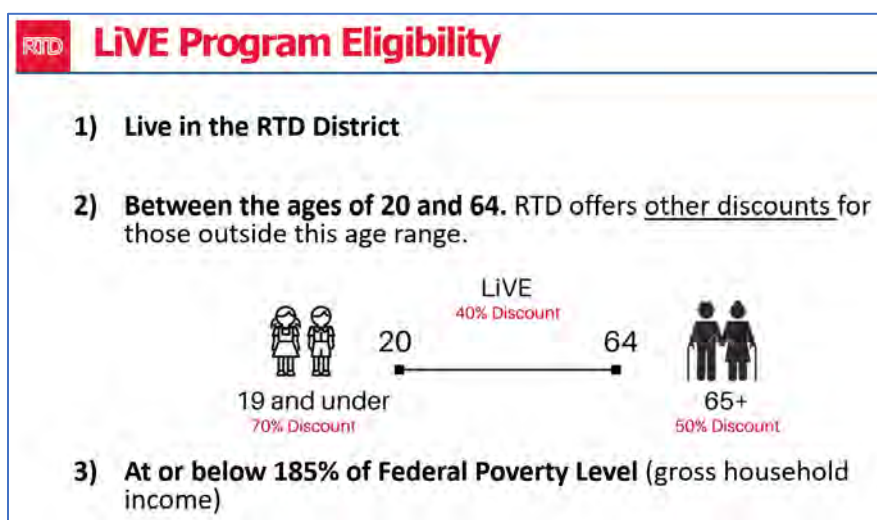 RTD LiVE Program Eligibility
1) Live in the RTD District
2) Between the ages of 20 and 64. RTD offers other discounts for
those outside this age range.
LiVE
40% Discount
20 64
19 and under
70% Discount
65+
50% Discount
3) At or below 185% of Federal Poverty Level (gross household
income)